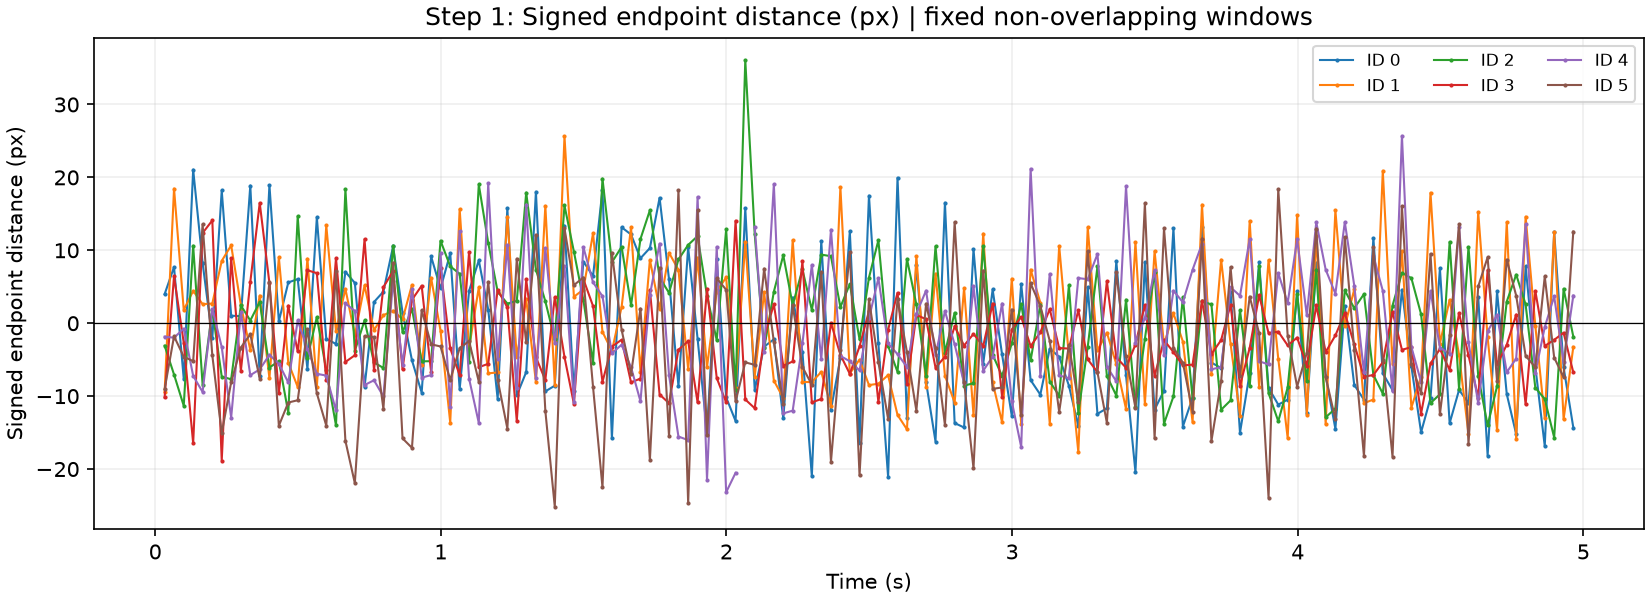 Step 1: Signed endpoint distance (px) | fixed non-overlapping windows
Signed endpoint distance (px)
30
20
10
0
−10
−20
ID 0
ID 1
ID 2
ID 3
ID 4
ID 5
0
1
2
3
4
5
Time (s)